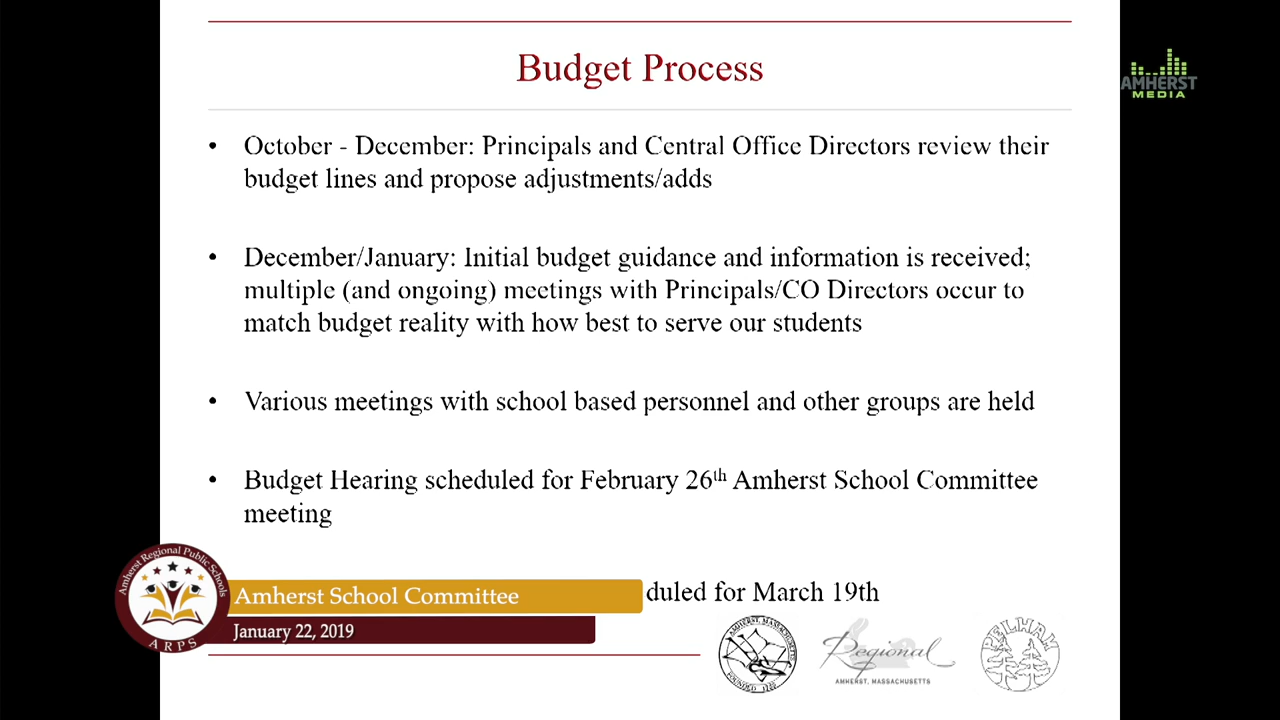 Budget Process
AMHERST
MEDIA
• October - December: Principals and Central Office Directors review their
budget lines and propose adjustments/adds
• December/January: Initial budget guidance and information is received;
multiple (and ongoing) meetings with Principals/CO Directors occur to
match budget reality with how best to serve our students
• Various meetings with school based personnel and other groups are held
• Budget Hearing scheduled for February 26th Amherst School Committee
meeting
duled for March 19th
Amherst Regional Public Schools
ARPS
Amherst School Committee
January 22, 2019
AMHERST, MASSACHUSETTS
FOUNDED
Regional
AMHERST, MASSACHUSETTS
PELHAM